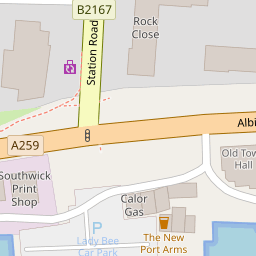 B2167
Rock
Close
Station Road
A259
Albi
Old Tow
Hall
Southwick
Print
Shop
Calor
Gas
Lady Bee
Car Park
The New
Port Arms